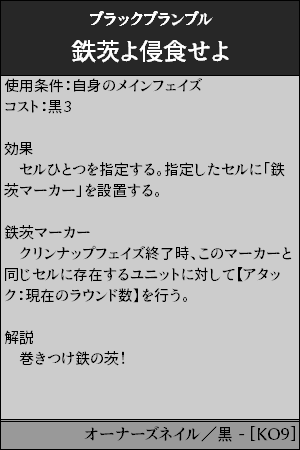 ブラックブランブル
鉄茨よ侵食せよ
使用条件：自身のメインフェイズ
コスト：黒３
効果
セルひとつを指定する。指定したセルに「鉄
茨マーカー」を設置する。
鉄茨マーカー
クリンナップフェイズ終了時、このマーカーと
同じセルに存在するユニットに対して【アタッ
ク：現在のラウンド数】を行う。
解説
巻きつけ鉄の茨！
オーナーズネイル／黒 - [KO9]